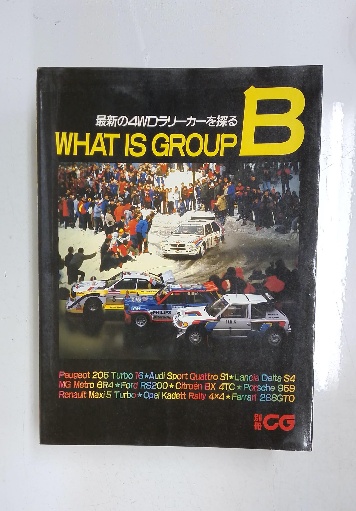 最新の4WDラリーカーを探る
WHAT IS GROUP B
PHILIPS
Peugeot 205 Turbo 16★Audi Sport Quattro S1★Lancia Delta S4
MG Metro 6R4★Ford RS200★Citroën BX 4TC★Porsche 959
Renault Maxi5 Turbo★Opel Kadett Rally 4×4★Ferrari 288GTO
別冊CG